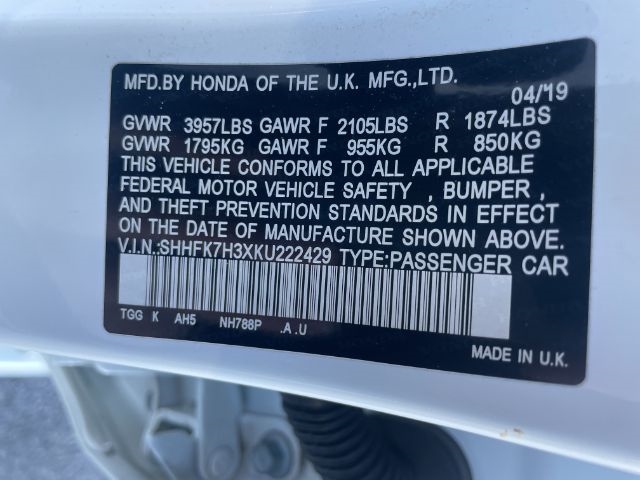 MFD.BY HONDA OF THE U.K. MFG.,LTD.
04/'19
GVWR 3957LBS GAWR F 2105LBS R 1874LBS
GVWR 1795KG GAWR F 955KG R 850KG
THIS VEHICLE CONFORMS TO ALL APPLICABLE
FEDERAL MOTOR VEHICLE SAFETY , BUMPER ,
AND THEFT PREVENTION STANDARDS IN EFFECT
ON THE DATE OF MANUFACTURE SHOWN ABOVE
V.I.N.:SHHFK7H3XKU222429 TYPE:PASSENGER CAR
TGG K AH5 NH788P .A.U
MADE IN U.K.